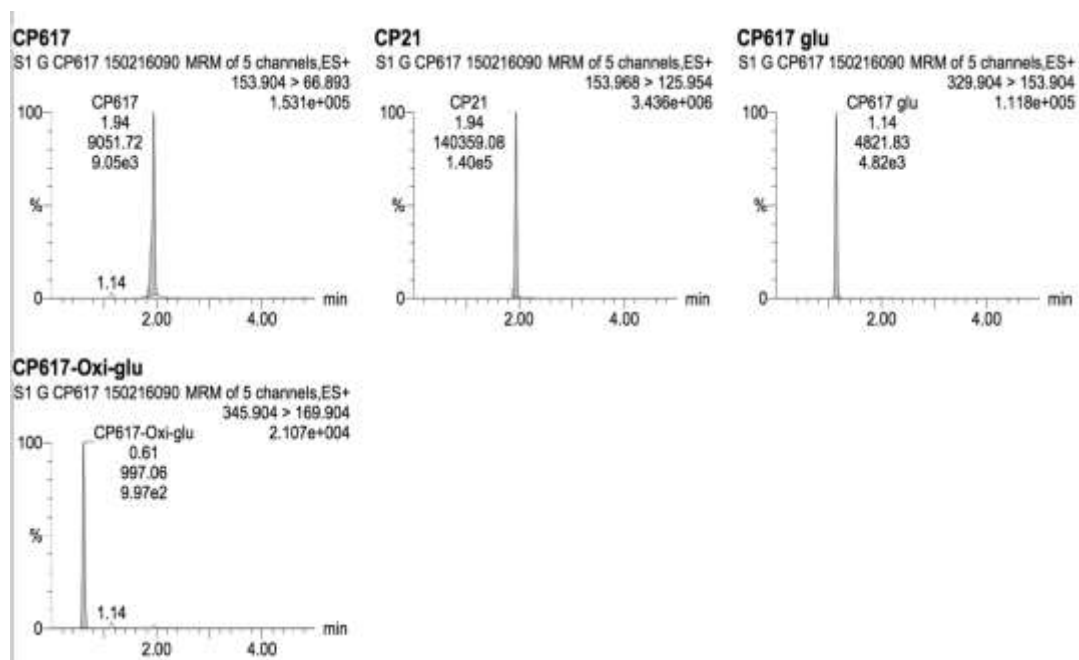 CP617
S1 G CP617 150216090 MRM of 5 channels,ES+
153.904 > 66.893
1.531e+005
100
CP617
1.94
9051.72
9.05e3
%
1.14
0
min
2.00 4.00
CP21
S1 G CP617 150216090 MRM of 5 channels,ES+
153.968 > 125.954
3.436e+006
100
CP21
1.94
140359.08
1.40e5
%
0
min
2.00 4.00
CP617 glu
S1 G CP617 150216090 MRM of 5 channels,ES+
329.904 > 153.904
1.118e+005
100
CP617 glu
1.14
4821.83
4.82e3
%
0
min
2.00 4.00
CP617-Oxi-glu
S1 G CP617 150216090 MRM of 5 channels,ES+
345.904 > 169.904
2.107e+004
100
CP617-Oxi-glu
0.61
997.06
9.97e2
%
1.14
0
min
2.00 4.00